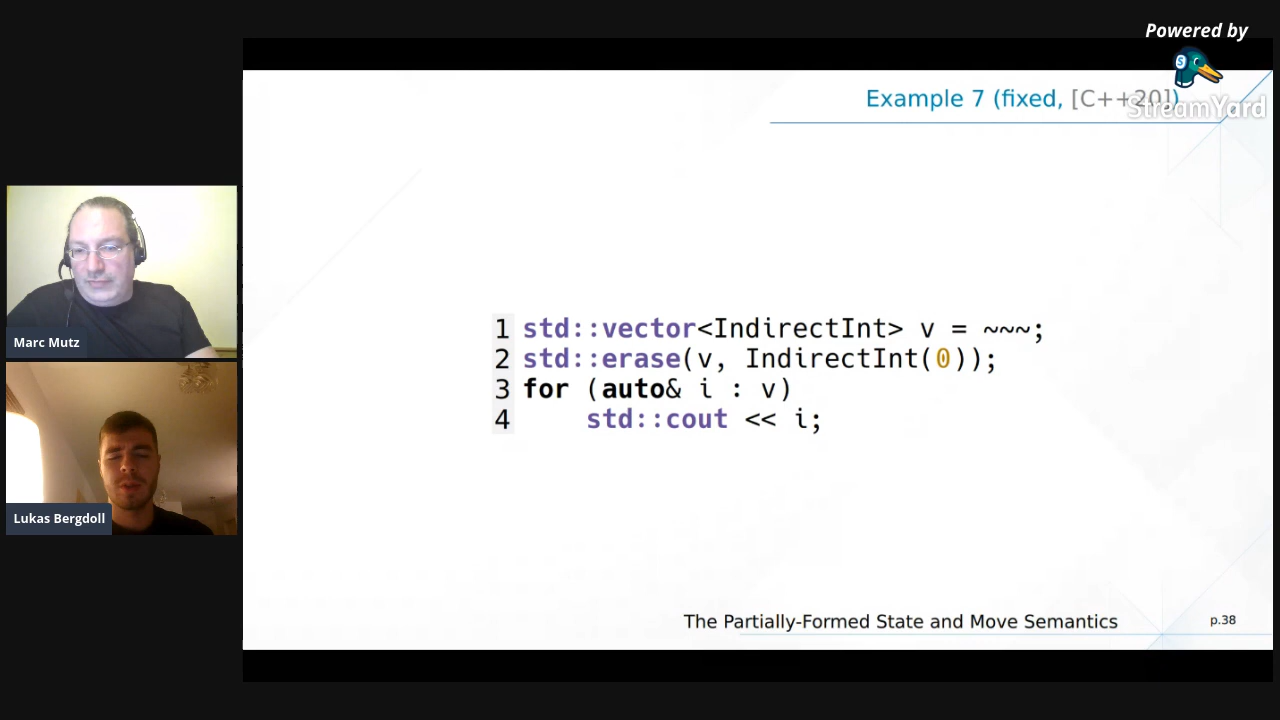 Powered by
StreamYard
Example 7 (fixed, [C++20])
1 std::vector<IndirectInt> v = ~~~;
2 std::erase(v, IndirectInt(0));
3 for (auto& i : v)
4     std::cout << i;
Marc Mutz
Lukas Bergdoll
The Partially-Formed State and Move Semantics
p.38